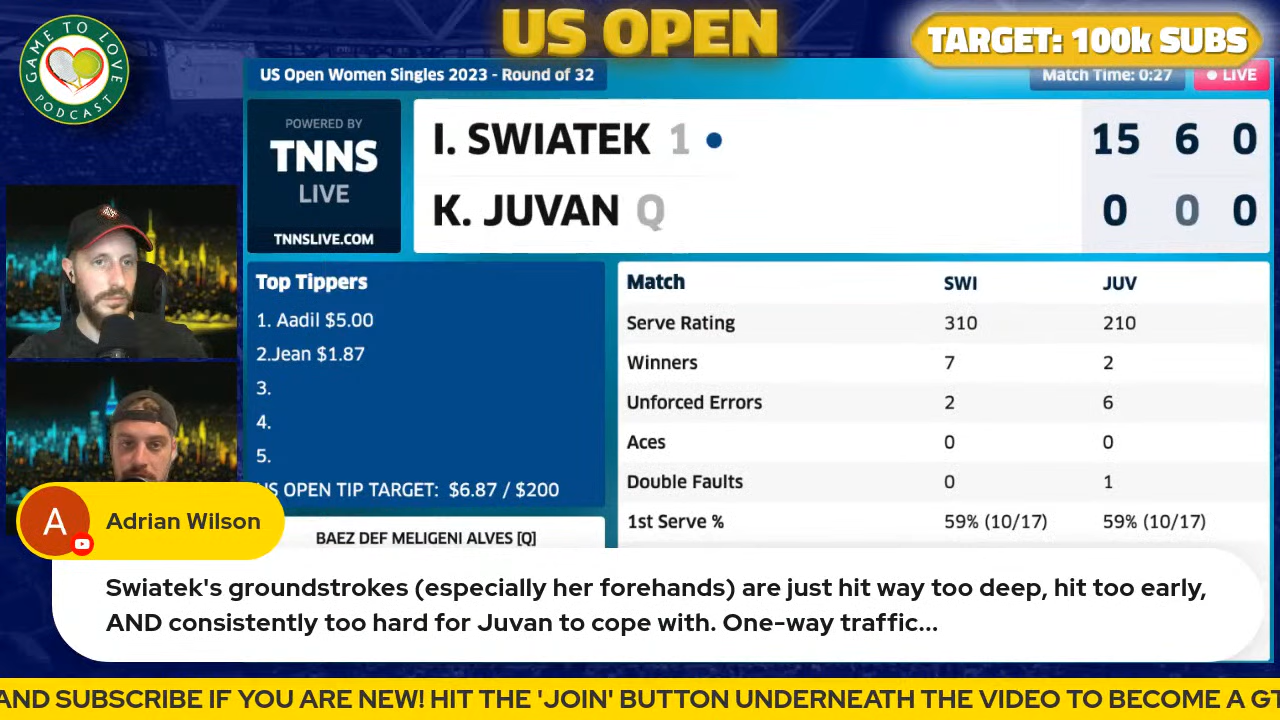 GAME TO LOVE
PODCAST
US OPEN
TARGET: 100k SUBS
US Open Women Singles 2023 - Round of 32
Match Time: 0:27
LIVE
POWERED BY
TNNS
LIVE
TNNSLIVE.COM
I. SWIATEK 1 15 6 0
K. JUVAN Q 0 0 0
Top Tippers
1. Aadil $5.00
2.Jean $1.87
3.
4.
5.
US OPEN TIP TARGET: $6.87 / $200
BAEZ DEF MELIGENI ALVES [Q]
Match SWI JUV
Serve Rating 310 210
Winners 7 2
Unforced Errors 2 6
Aces 0 0
Double Faults 0 1
1st Serve % 59% (10/17) 59% (10/17)
A Adrian Wilson
Swiatek's groundstrokes (especially her forehands) are just hit way too deep, hit too early,
AND consistently too hard for Juvan to cope with. One-way traffic...
AND SUBSCRIBE IF YOU ARE NEW! HIT THE 'JOIN' BUTTON UNDERNEATH THE VIDEO TO BECOME A GT